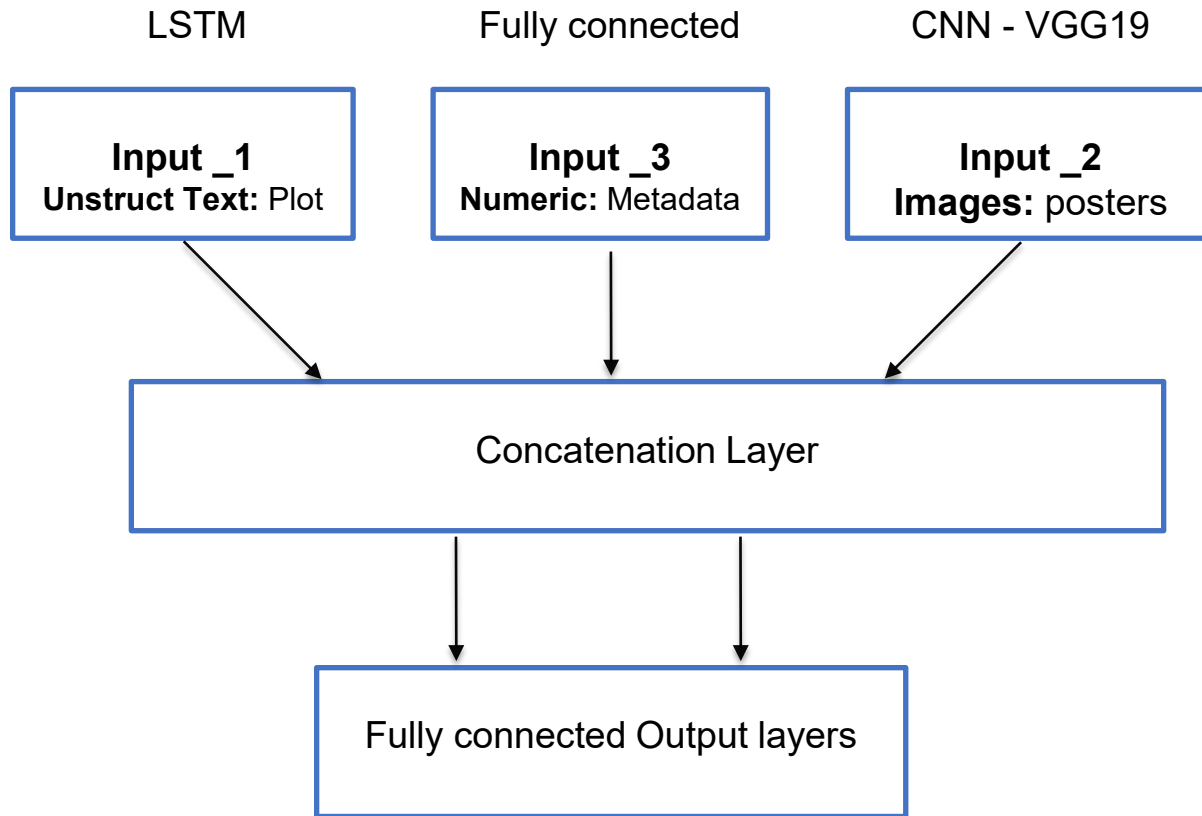 LSTM
Fully connected
CNN - VGG19
Input _1
Unstruct Text: Plot
Input _3
Numeric: Metadata
Input _2
Images: posters
Concatenation Layer
Fully connected Output layers